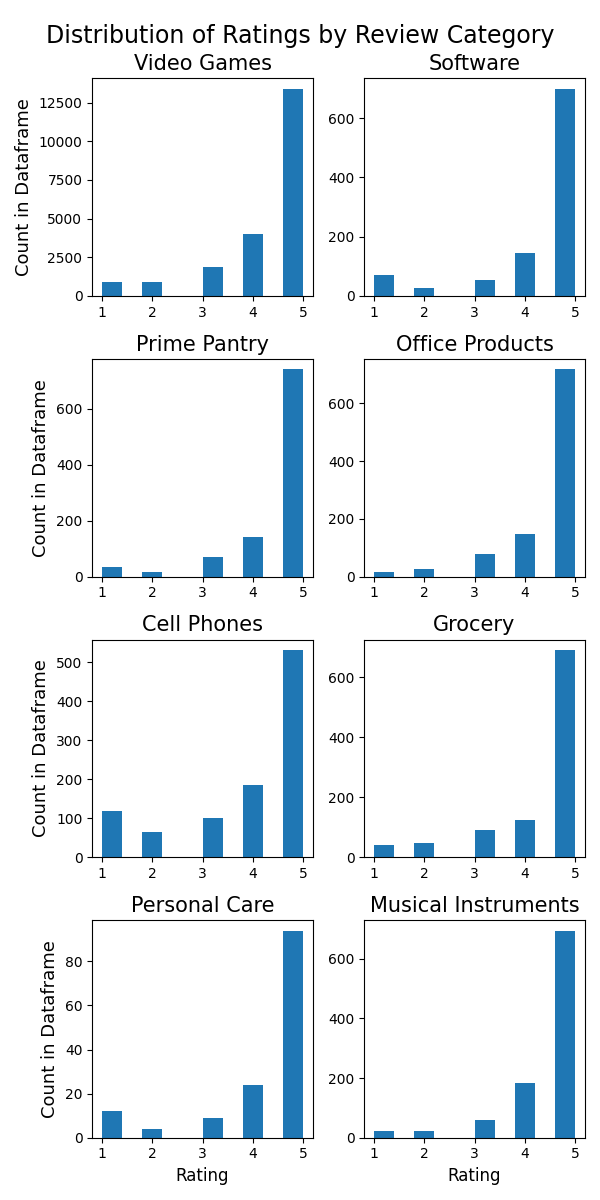 Distribution of Ratings by Review Category
Video Games
Count in Dataframe
12500
10000
7500
5000
2500
0
1 2 3 4 5
Software
600
400
200
0
1 2 3 4 5
Prime Pantry
Count in Dataframe
600
400
200
0
1 2 3 4 5
Office Products
600
400
200
0
1 2 3 4 5
Cell Phones
Count in Dataframe
500
400
300
200
100
0
1 2 3 4 5
Grocery
600
400
200
0
1 2 3 4 5
Personal Care
Count in Dataframe
80
60
40
20
0
1 2 3 4 5
Rating
Musical Instruments
600
400
200
0
1 2 3 4 5
Rating